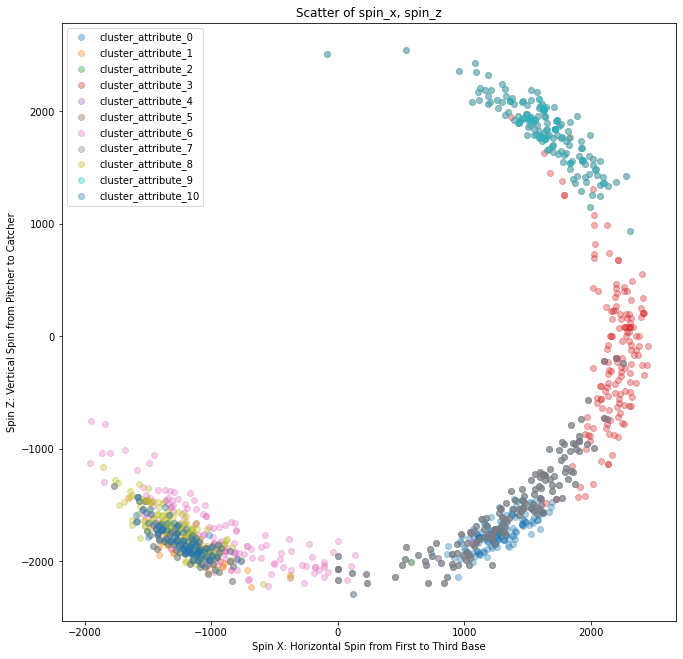 Scatter of spin_x, spin_z
cluster_attribute_0
cluster_attribute_1
cluster_attribute_2
cluster_attribute_3
cluster_attribute_4
cluster_attribute_5
cluster_attribute_6
cluster_attribute_7
cluster_attribute_8
cluster_attribute_9
cluster_attribute_10
Spin Z: Vertical Spin from Pitcher to Catcher
2000
1000
0
−1000
−2000
−2000
−1000
0
1000
2000
Spin X: Horizontal Spin from First to Third Base